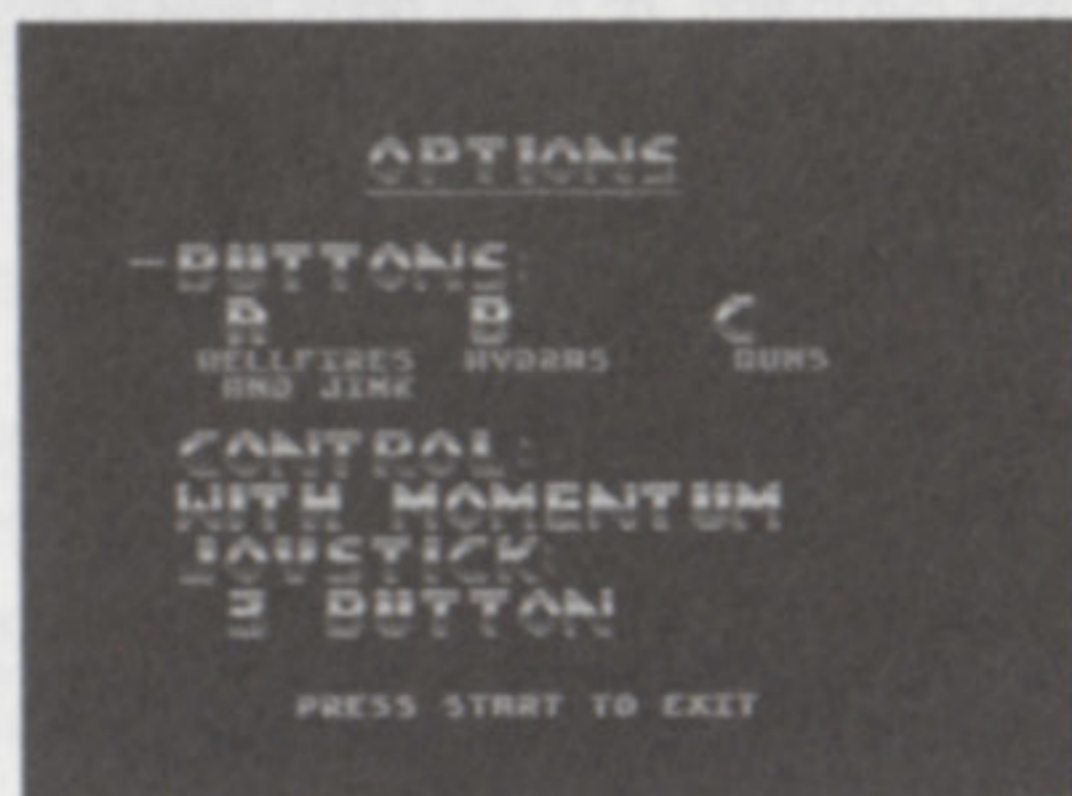 OPTIONS
-BUTTONS:
A B C
HELLFIRES HYDRAS GUNS
AND JINK
CONTROL:
WITH MOMENTUM
JOYSTICK:
3 BUTTON
PRESS START TO EXIT